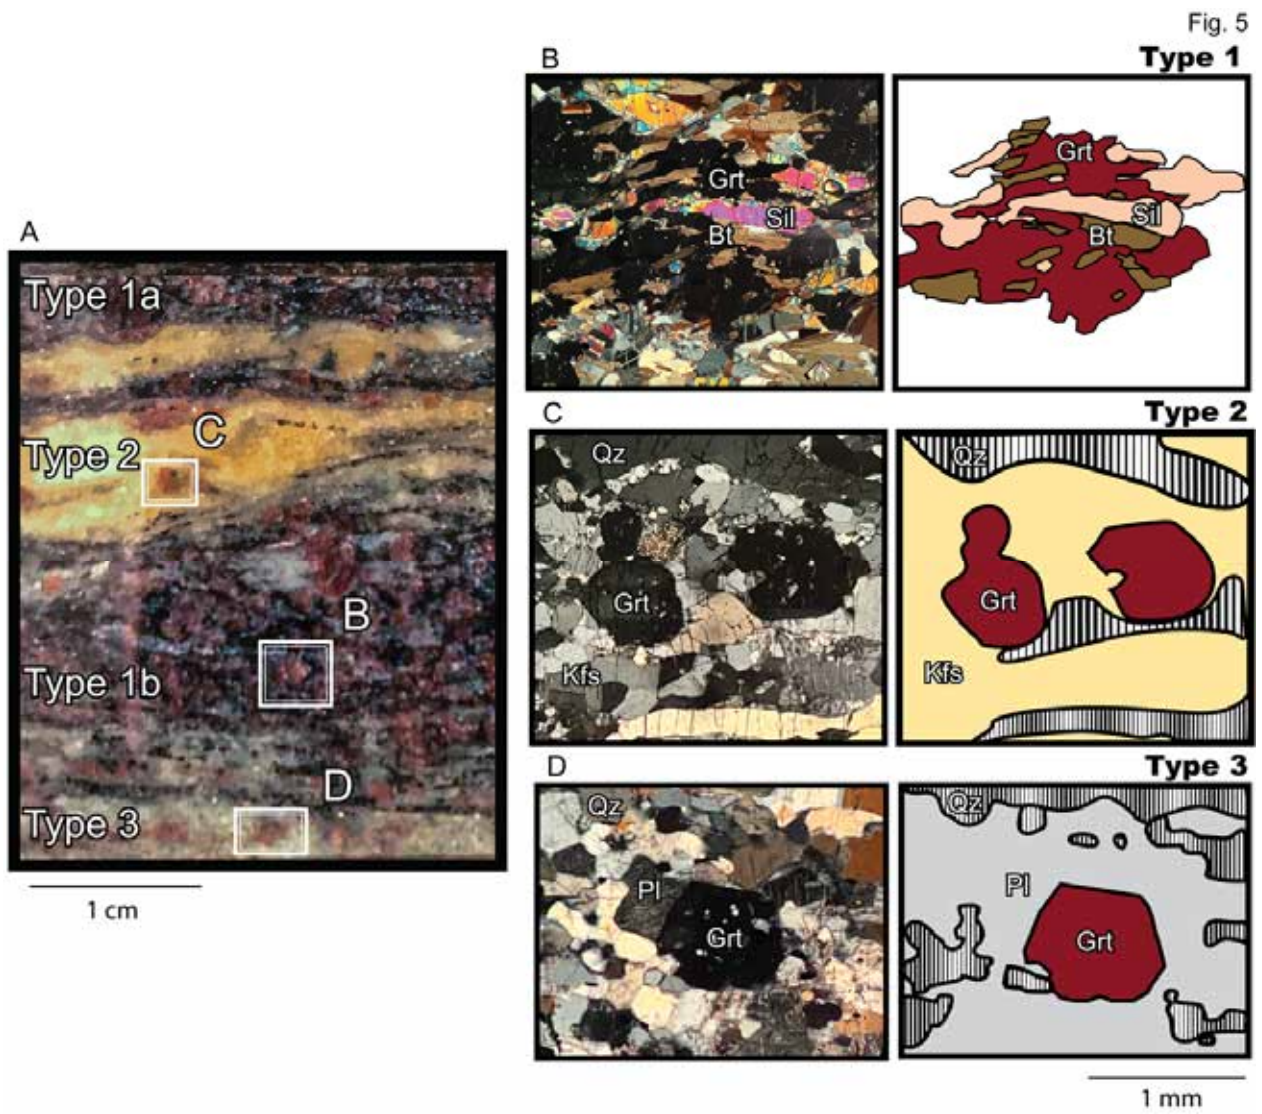 Fig. 5
B
Type 1
Grt
Sil
Bt
Grt
Sil
Bt
A
Type 1a
Type 2
C
B
Type 1b
D
Type 3
1 cm
C
Type 2
Qz
Grt
Kfs
Qz
Grt
Kfs
D
Type 3
Qz
Pl
Grt
Qz
Pl
Grt
1 mm